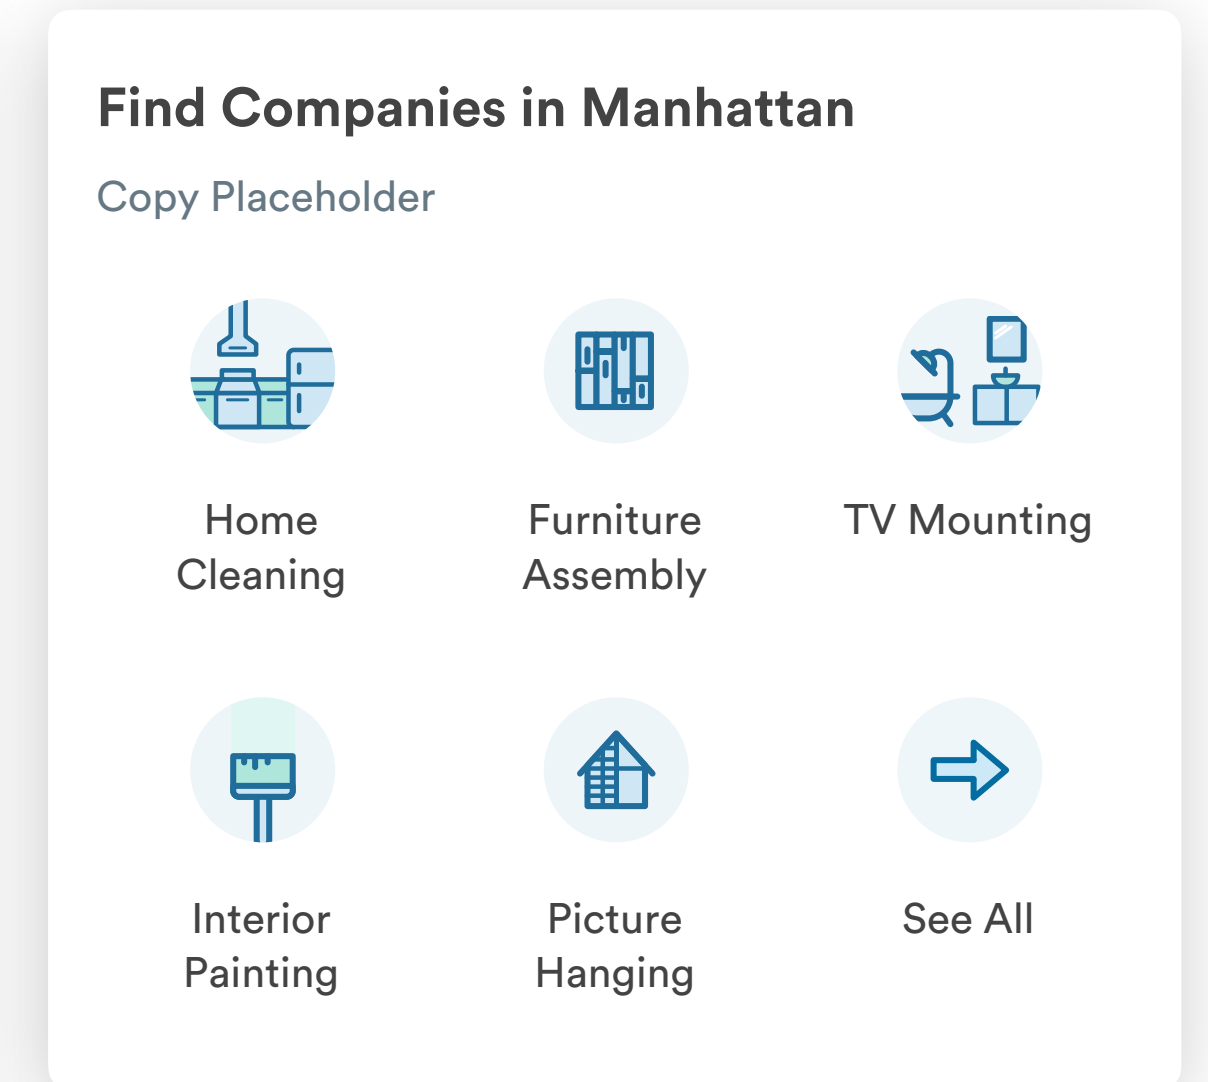 Find Companies in Manhattan
Copy Placeholder
Home
Cleaning
Furniture
Assembly
TV Mounting
Interior
Painting
Picture
Hanging
See All